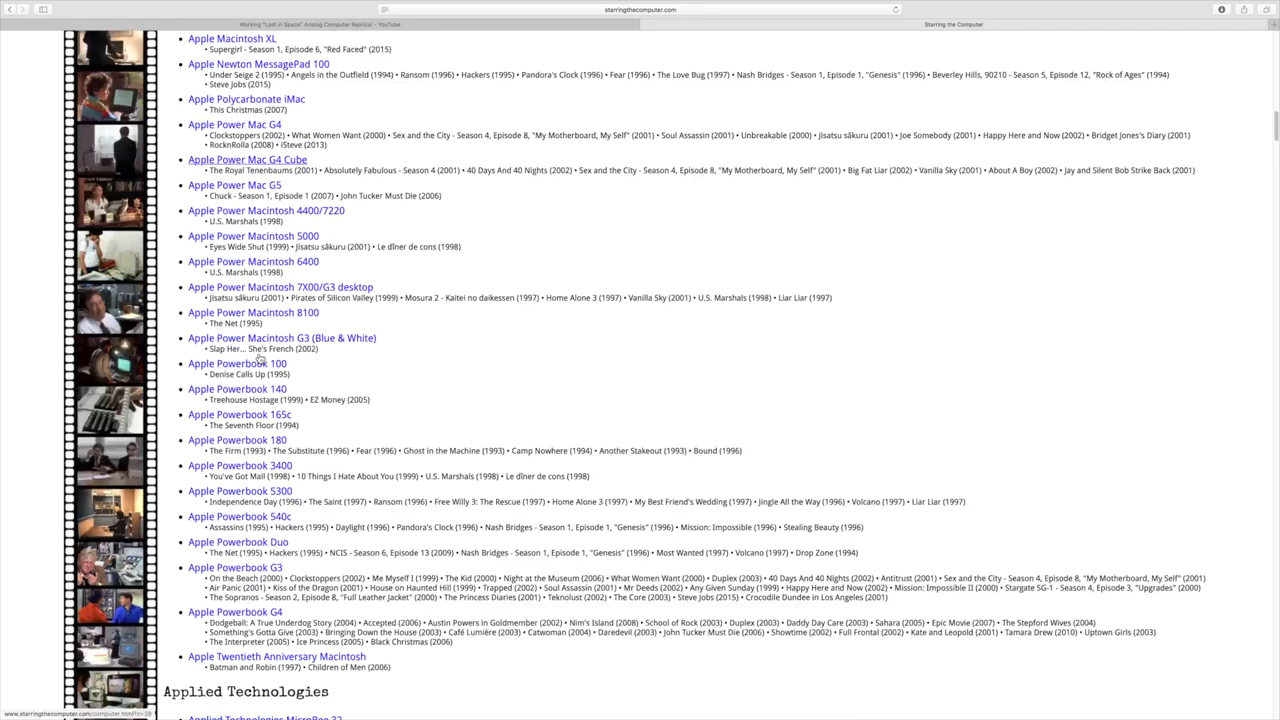 starringthecomputer.com
Working "Lost in Space" Analog Computer Replica! - YouTube
Starring the Computer
Apple Macintosh XL
• Supergirl - Season 1, Episode 6, "Red Faced" (2015)
Apple Newton MessagePad 100
• Under Seige 2 (1995) • Angels in the Outfield (1994) • Ransom (1996) • Hackers (1995) • Pandora's Clock (1996) • Fear (1996) • The Love Bug (1997) • Nash Bridges - Season 1, Episode 1, "Genesis" (1996) • Beverley Hills, 90210 - Season 5, Episode 12, "Rock of Ages" (1994)
• Steve Jobs (2015)
Apple Polycarbonate iMac
• This Christmas (2007)
Apple Power Mac G4
• Clockstoppers (2002) • What Women Want (2000) • Sex and the City - Season 4, Episode 8, "My Motherboard, My Self" (2001) • Soul Assassin (2001) • Unbreakable (2000) • Jisatsu sâkuru (2001) • Joe Somebody (2001) • Happy Here and Now (2002) • Bridget Jones's Diary (2001)
• RocknRolla (2008) • iSteve (2013)
Apple Power Mac G4 Cube
• The Royal Tenenbaums (2001) • Absolutely Fabulous - Season 4 (2001) • 40 Days And 40 Nights (2002) • Sex and the City - Season 4, Episode 8, "My Motherboard, My Self" (2001) • Big Fat Liar (2002) • Vanilla Sky (2001) • About A Boy (2002) • Jay and Silent Bob Strike Back (2001)
Apple Power Mac G5
• Chuck - Season 1, Episode 1 (2007) • John Tucker Must Die (2006)
Apple Power Macintosh 4400/7220
• U.S. Marshals (1998)
Apple Power Macintosh 5000
• Eyes Wide Shut (1999) • Jisatsu sâkuru (2001) • Le dîner de cons (1998)
Apple Power Macintosh 6400
• U.S. Marshals (1998)
Apple Power Macintosh 7X00/G3 desktop
• Jisatsu sâkuru (2001) • Pirates of Silicon Valley (1999) • Mosura 2 - Kaitei no daikessen (1997) • Home Alone 3 (1997) • Vanilla Sky (2001) • U.S. Marshals (1998) • Liar Liar (1997)
Apple Power Macintosh 8100
• The Net (1995)
Apple Power Macintosh G3 (Blue & White)
• Slap Her... She's French (2002)
Apple Powerbook 100
• Denise Calls Up (1995)
Apple Powerbook 140
• Treehouse Hostage (1999) • EZ Money (2005)
Apple Powerbook 165c
• The Seventh Floor (1994)
Apple Powerbook 180
• The Firm (1993) • The Substitute (1996) • Fear (1996) • Ghost in the Machine (1993) • Camp Nowhere (1994) • Another Stakeout (1993) • Bound (1996)
Apple Powerbook 3400
• You've Got Mail (1998) • 10 Things I Hate About You (1999) • U.S. Marshals (1998) • Le dîner de cons (1998)
Apple Powerbook 5300
• Independence Day (1996) • The Saint (1997) • Ransom (1996) • Free Willy 3: The Rescue (1997) • Home Alone 3 (1997) • My Best Friend's Wedding (1997) • Jingle All the Way (1996) • Volcano (1997) • Liar Liar (1997)
Apple Powerbook 540c
• Assassins (1995) • Hackers (1995) • Daylight (1996) • Pandora's Clock (1996) • Nash Bridges - Season 1, Episode 1, "Genesis" (1996) • Mission: Impossible (1996) • Stealing Beauty (1996)
Apple Powerbook Duo
• The Net (1995) • Hackers (1995) • NCIS - Season 6, Episode 13 (2009) • Nash Bridges - Season 1, Episode 1, "Genesis" (1996) • Most Wanted (1997) • Volcano (1997) • Drop Zone (1994)
Apple Powerbook G3
• On the Beach (2000) • Clockstoppers (2002) • Me Myself I (1999) • The Kid (2000) • Night at the Museum (2006) • What Women Want (2000) • Duplex (2003) • 40 Days And 40 Nights (2002) • Antitrust (2001) • Sex and the City - Season 4, Episode 8, "My Motherboard, My Self" (2001)
• Air Panic (2001) • Kiss of the Dragon (2001) • House on Haunted Hill (1999) • Trapped (2002) • Soul Assassin (2001) • Mr Deeds (2002) • Any Given Sunday (1999) • Happy Here and Now (2002) • Mission: Impossible II (2000) • Stargate SG-1 - Season 4, Episode 3, "Upgrades" (2000)
• The Sopranos - Season 2, Episode 8, "Full Leather Jacket" (2000) • The Princess Diaries (2001) • Teknolust (2002) • The Core (2003) • Steve Jobs (2015) • Crocodile Dundee in Los Angeles (2001)
Apple Powerbook G4
• Dodgeball: A True Underdog Story (2004) • Accepted (2006) • Austin Powers in Goldmember (2002) • Nim's Island (2008) • School of Rock (2003) • Duplex (2003) • Daddy Day Care (2003) • Sahara (2005) • Epic Movie (2007) • The Stepford Wives (2004)
• Something's Gotta Give (2003) • Bringing Down the House (2003) • Café Lumière (2003) • Catwoman (2004) • Daredevil (2003) • John Tucker Must Die (2006) • Showtime (2002) • Full Frontal (2002) • Kate and Leopold (2001) • Tamara Drew (2010) • Uptown Girls (2003)
• The Interpreter (2005) • Ice Princess (2005) • Black Christmas (2006)
Apple Twentieth Anniversary Macintosh
• Batman and Robin (1997) • Children of Men (2006)
Applied Technologies
Applied Technologies MicroBee 32
www.starringthecomputer.com/computer.html?c=38